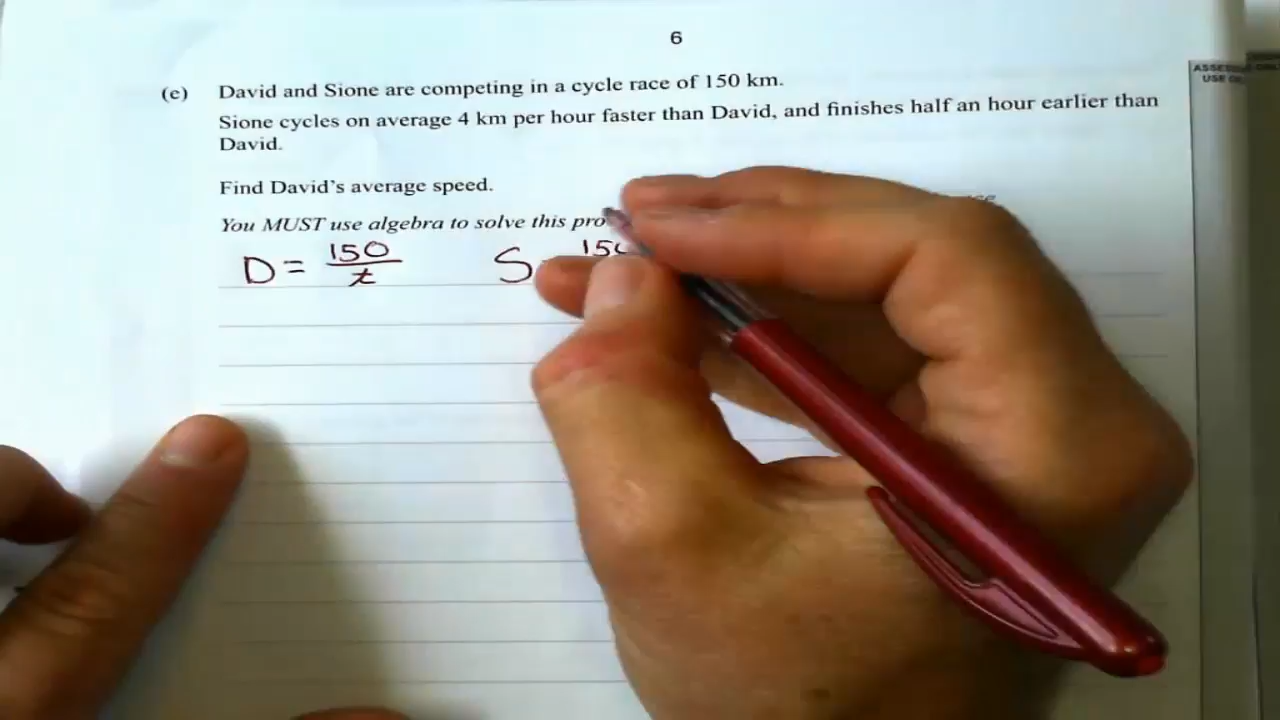 6
(c) David and Sione are competing in a cycle race of 150 km.
Sione cycles on average 4 km per hour faster than David, and finishes half an hour earlier than
David.
Find David's average speed.
You MUST use algebra to solve this
D = 150/t S
USE